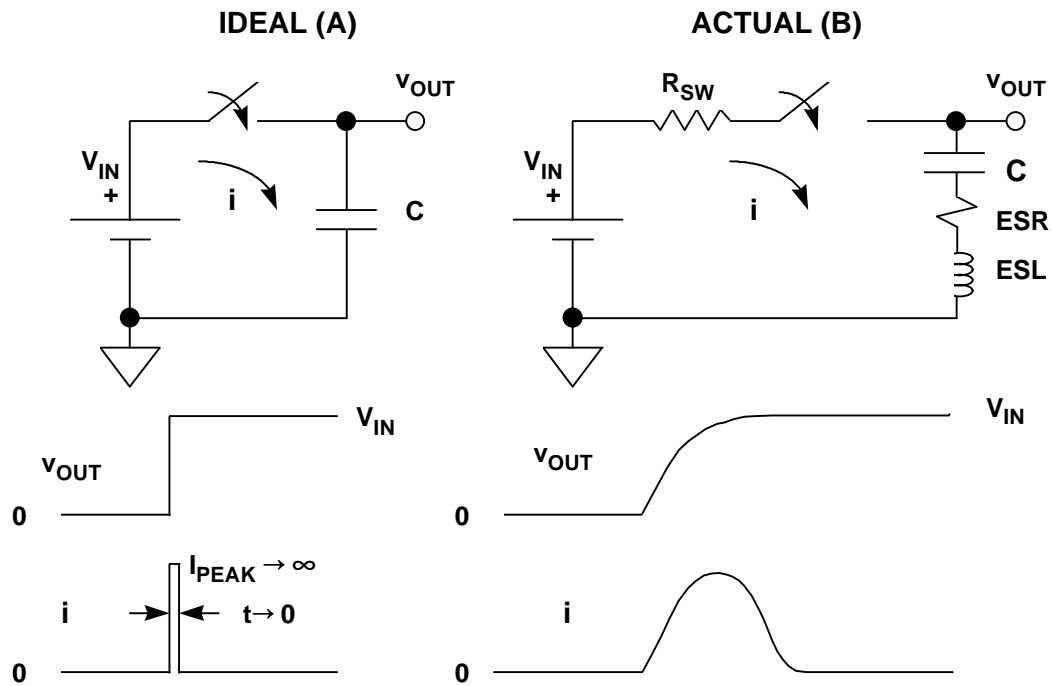 IDEAL (A)
ACTUAL (B)
vOUT
VIN
+
i
C
RSW
vOUT
VIN
+
i
C
ESR
ESL
VIN
vOUT
0
VIN
vOUT
0
IPEAK → ∞
i
t → 0
0
i
0